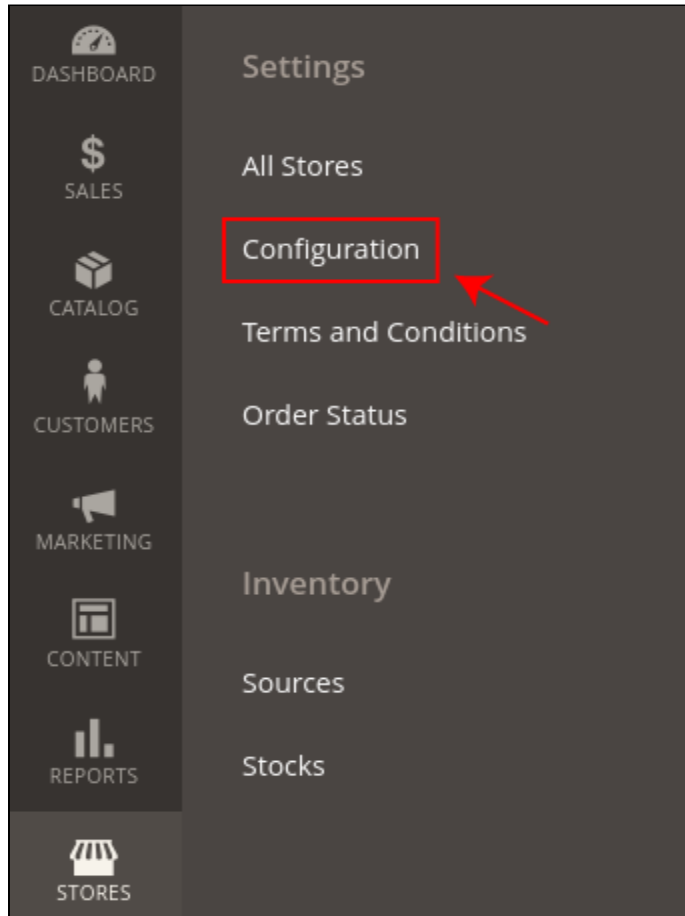 DASHBOARD
SALES
CATALOG
CUSTOMERS
MARKETING
CONTENT
REPORTS
STORES
Settings
All Stores
Configuration
Terms and Conditions
Order Status
Inventory
Sources
Stocks